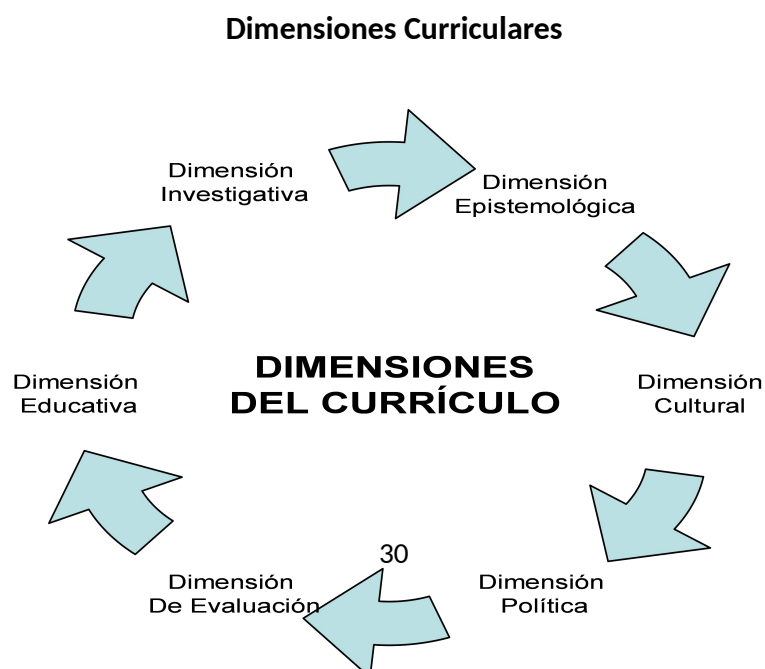 Dimensiones Curriculares
Dimensión
Investigativa
Dimensión
Epistemológica
DIMENSIONES
DEL CURRÍCULO
Dimensión
Educativa
Dimensión
Cultural
30
Dimensión
De Evaluación
Dimensión
Política